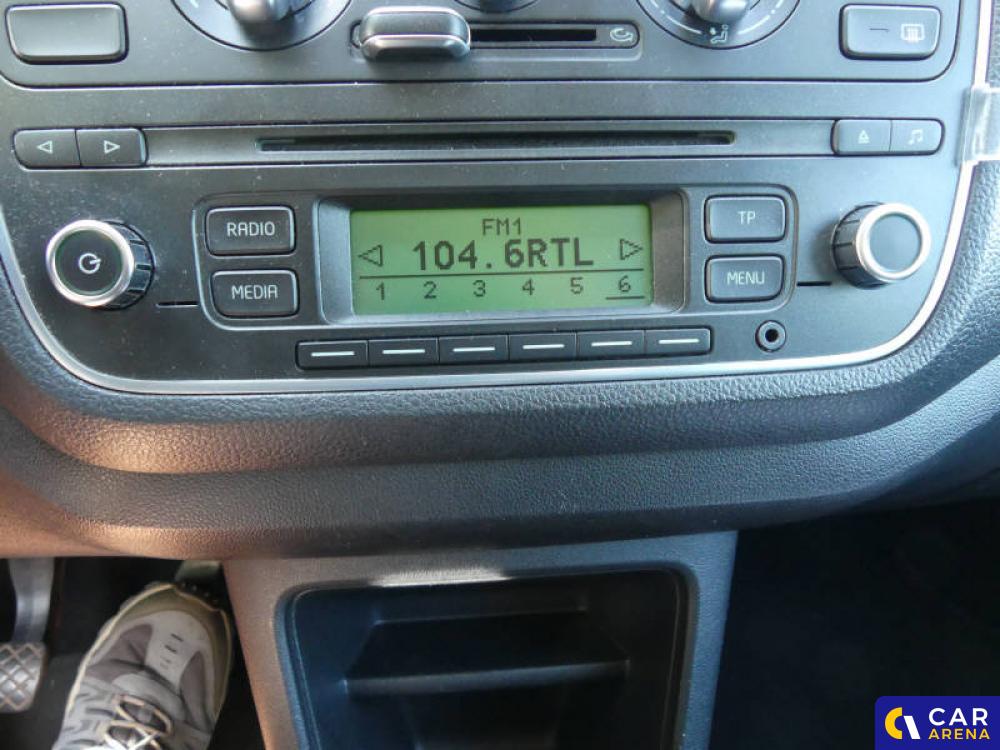 RADIO
MEDIA
FM1
104.6RTL
1 2 3 4 5 6
TP
MENU
CAR
ARENA